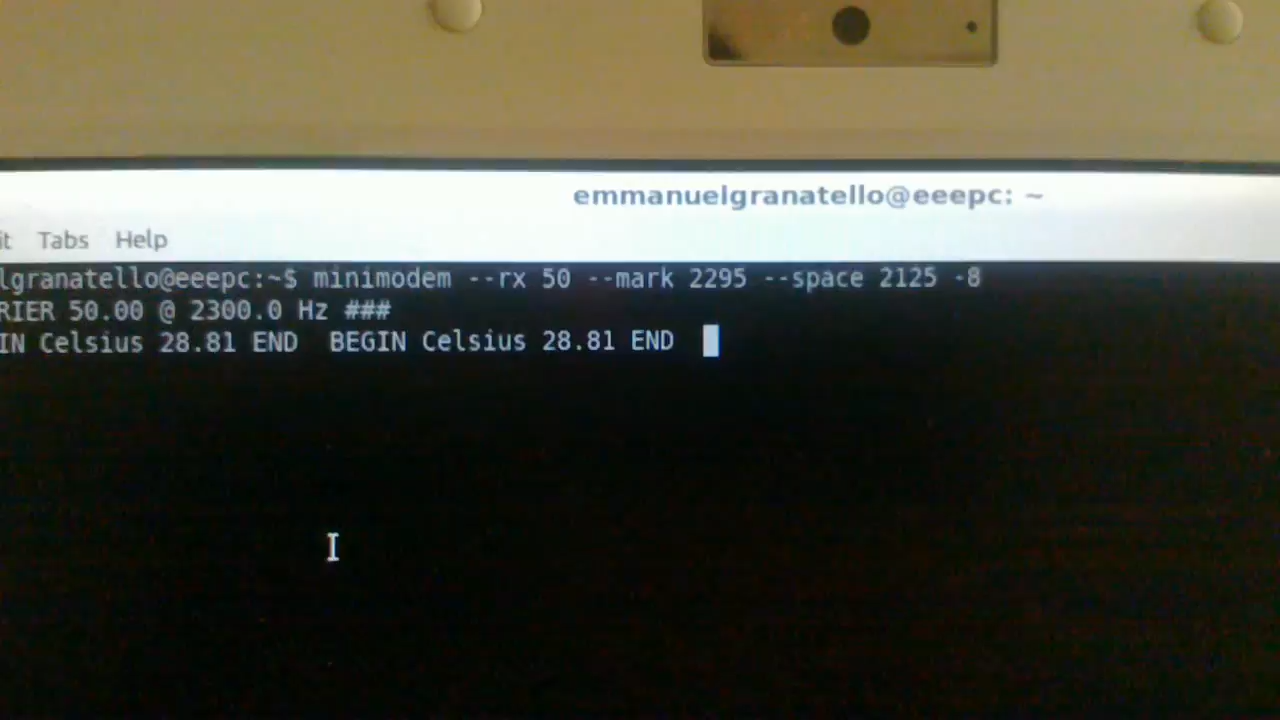 emmanuelgranatello@eeepc: ~
it Tabs Help
lgranatello@eeepc:~$ minimodem --rx 50 --mark 2295 --space 2125 -8
RIER 50.00 @ 2300.0 Hz ###
IN Celsius 28.81 END  BEGIN Celsius 28.81 END